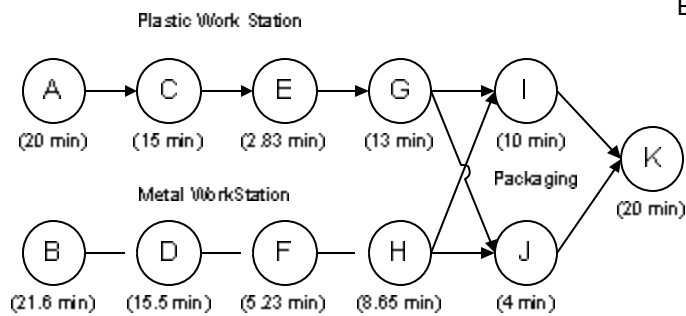 E
Plastic Work Station
A C E G I
(20 min) (15 min) (2.83 min) (13 min) (10 min)
K
(20 min)
Packaging
Metal WorkStation
B D F H J
(21.6 min) (15.5 min) (5.23 min) (8.65 min) (4 min)